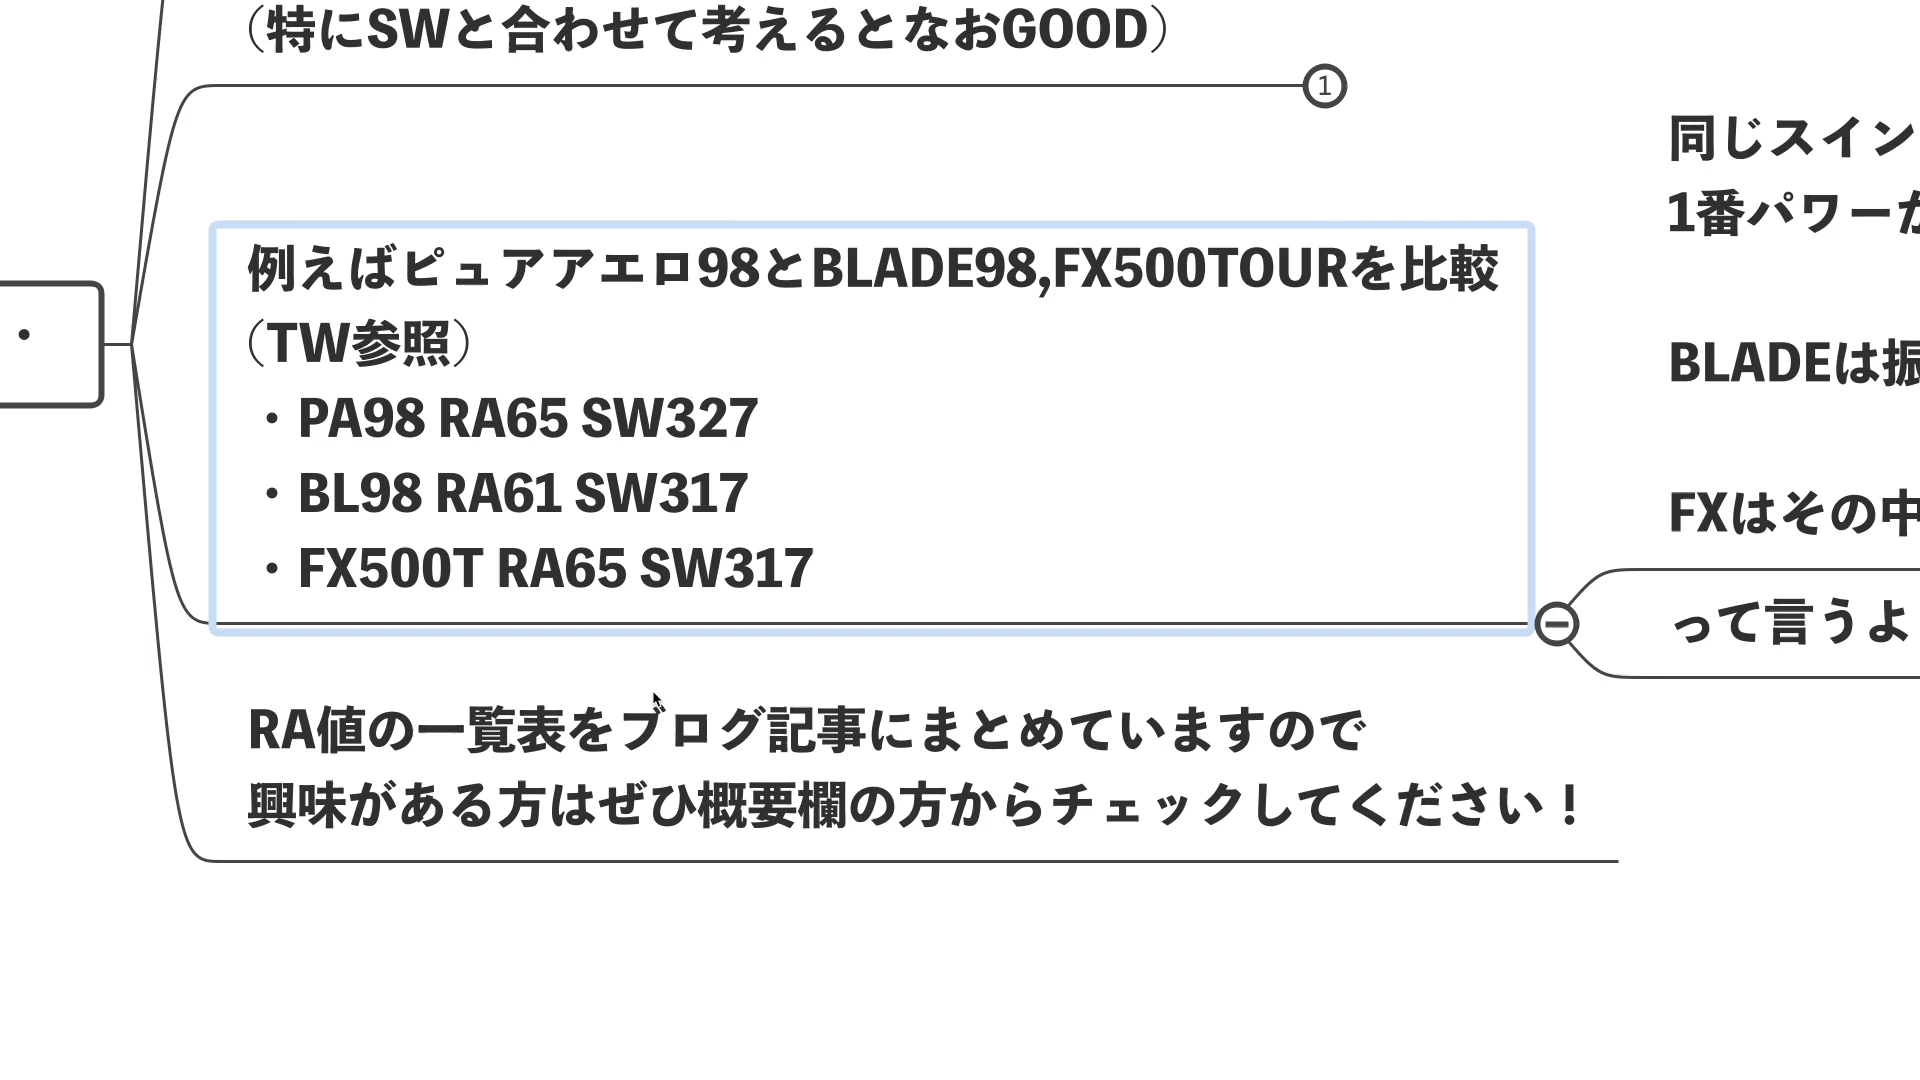 （特にSWと合わせて考えるとなおGOOD）
1
例えばピュアアエロ98とBLADE98,FX500TOURを比較
（TW参照）
・PA98 RA65 SW327
・BL98 RA61 SW317
・FX500T RA65 SW317
RA値の一覧表をブログ記事にまとめていますので
興味がある方はぜひ概要欄の方からチェックしてください！
同じスイン
1番パワーが
BLADEは振
FXはその中
って言うよ